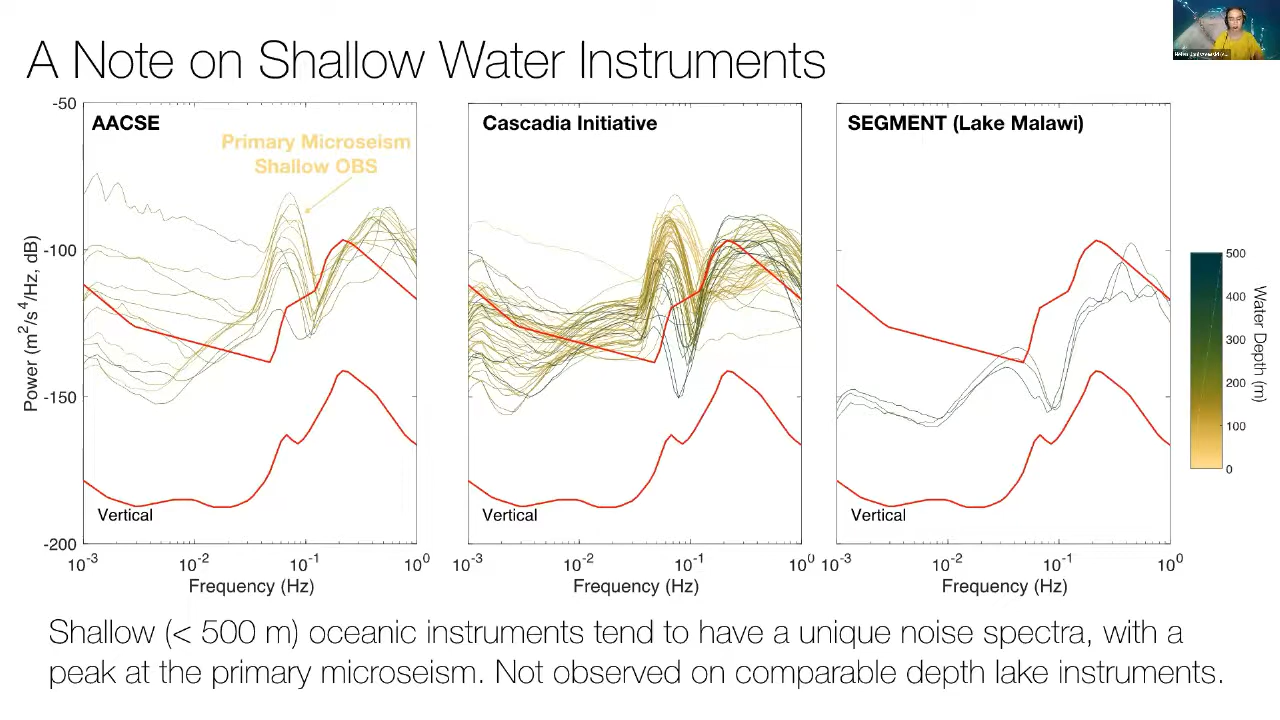 A Note on Shallow Water Instruments
AACSE
Primary Microseism
Shallow OBS
Cascadia Initiative
SEGMENT (Lake Malawi)
-50
-100
-150
-200
Power (m²/s⁴/Hz, dB)
Vertical
Vertical
Vertical
10⁻³
10⁻²
10⁻¹
10⁰
10⁻³
10⁻²
10⁻¹
10⁰
10⁻³
10⁻²
10⁻¹
10⁰
Frequency (Hz)
Frequency (Hz)
Frequency (Hz)
500
400
300
200
100
0
Water Depth (m)
Shallow (< 500 m) oceanic instruments tend to have a unique noise spectra, with a
peak at the primary microseism. Not observed on comparable depth lake instruments.